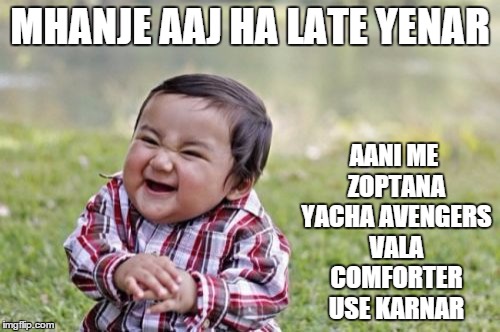 MHANJE AAJ HA LATE YENAR
AANI ME
ZOPTANA
YACHA AVENGERS
VALA
COMFORTER
USE KARNAR
imgflip.com